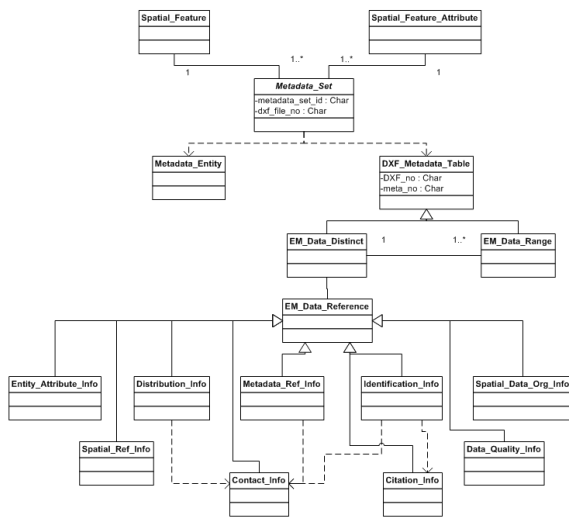 Spatial_Feature
Spatial_Feature_Attribute
1..*
1..*
1
1
Metadata_Set
-metadata_set_id : Char
-dxf_file_no : Char
Metadata_Entity
DXF_Metadata_Table
-DXF_no : Char
-meta_no : Char
EM_Data_Distinct
1
1..*
EM_Data_Range
EM_Data_Reference
Entity_Attribute_Info
Distribution_Info
Metadata_Ref_Info
Identification_Info
Spatial_Data_Org_Info
Spatial_Ref_Info
Data_Quality_Info
Contact_Info
Citation_Info